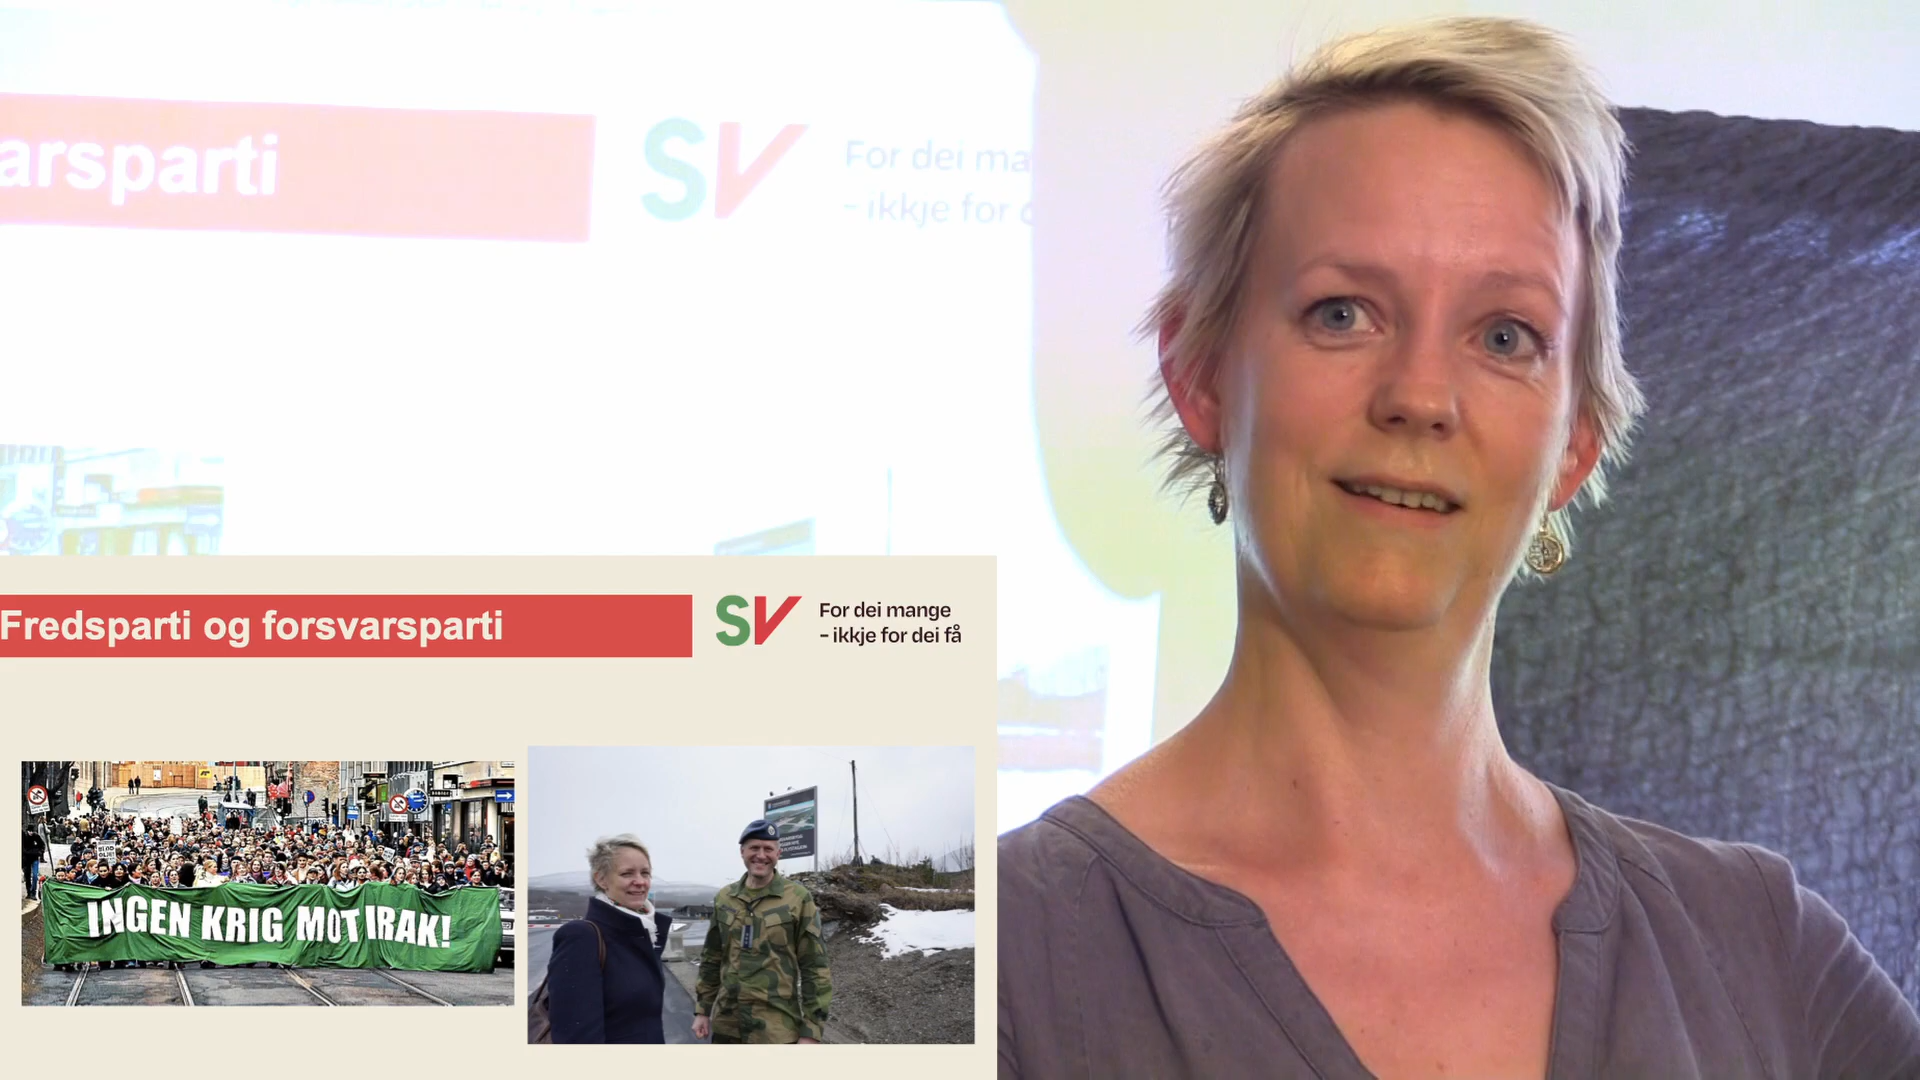 arsparti
SV
For dei ma
- ikkje for
Fredsparti og forsvarsparti
SV
For dei mange
- ikkje for dei få
INGEN KRIG MOT IRAK!